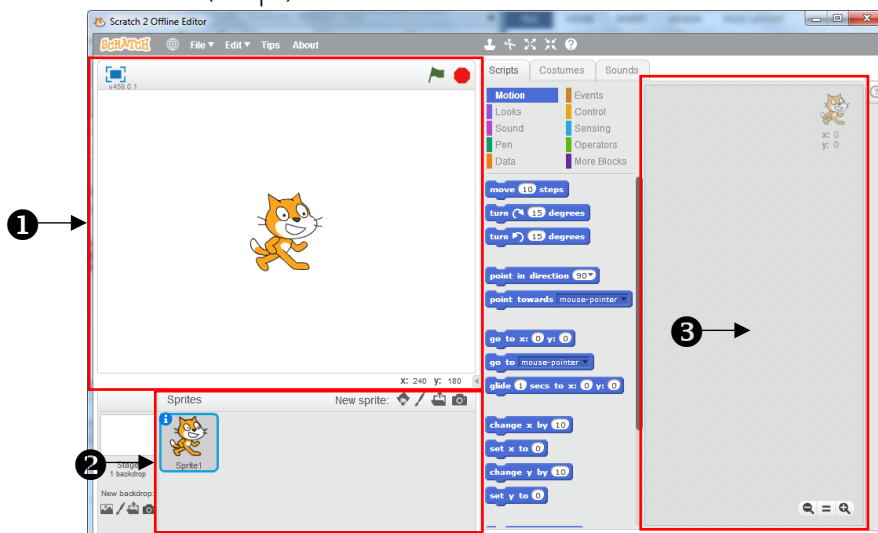 Scratch 2 Offline Editor
SCRATCH File Edit Tips About
v456.0.1
Scripts Costumes Sounds
Motion Events
Looks Control
Sound Sensing
Pen Operators
Data More Blocks
x: 0
y: 0
move 10 steps
turn 15 degrees
turn 15 degrees
point in direction 90
point towards mouse-pointer
go to x: 0 y: 0
go to mouse-pointer
glide 1 secs to x: 0 y: 0
change x by 10
set x to 0
change y by 10
set y to 0
1
3
X: 240 y: 180
Sprites New sprite:
Sprite1
2
Stage
1 backdrop
New backdrop: